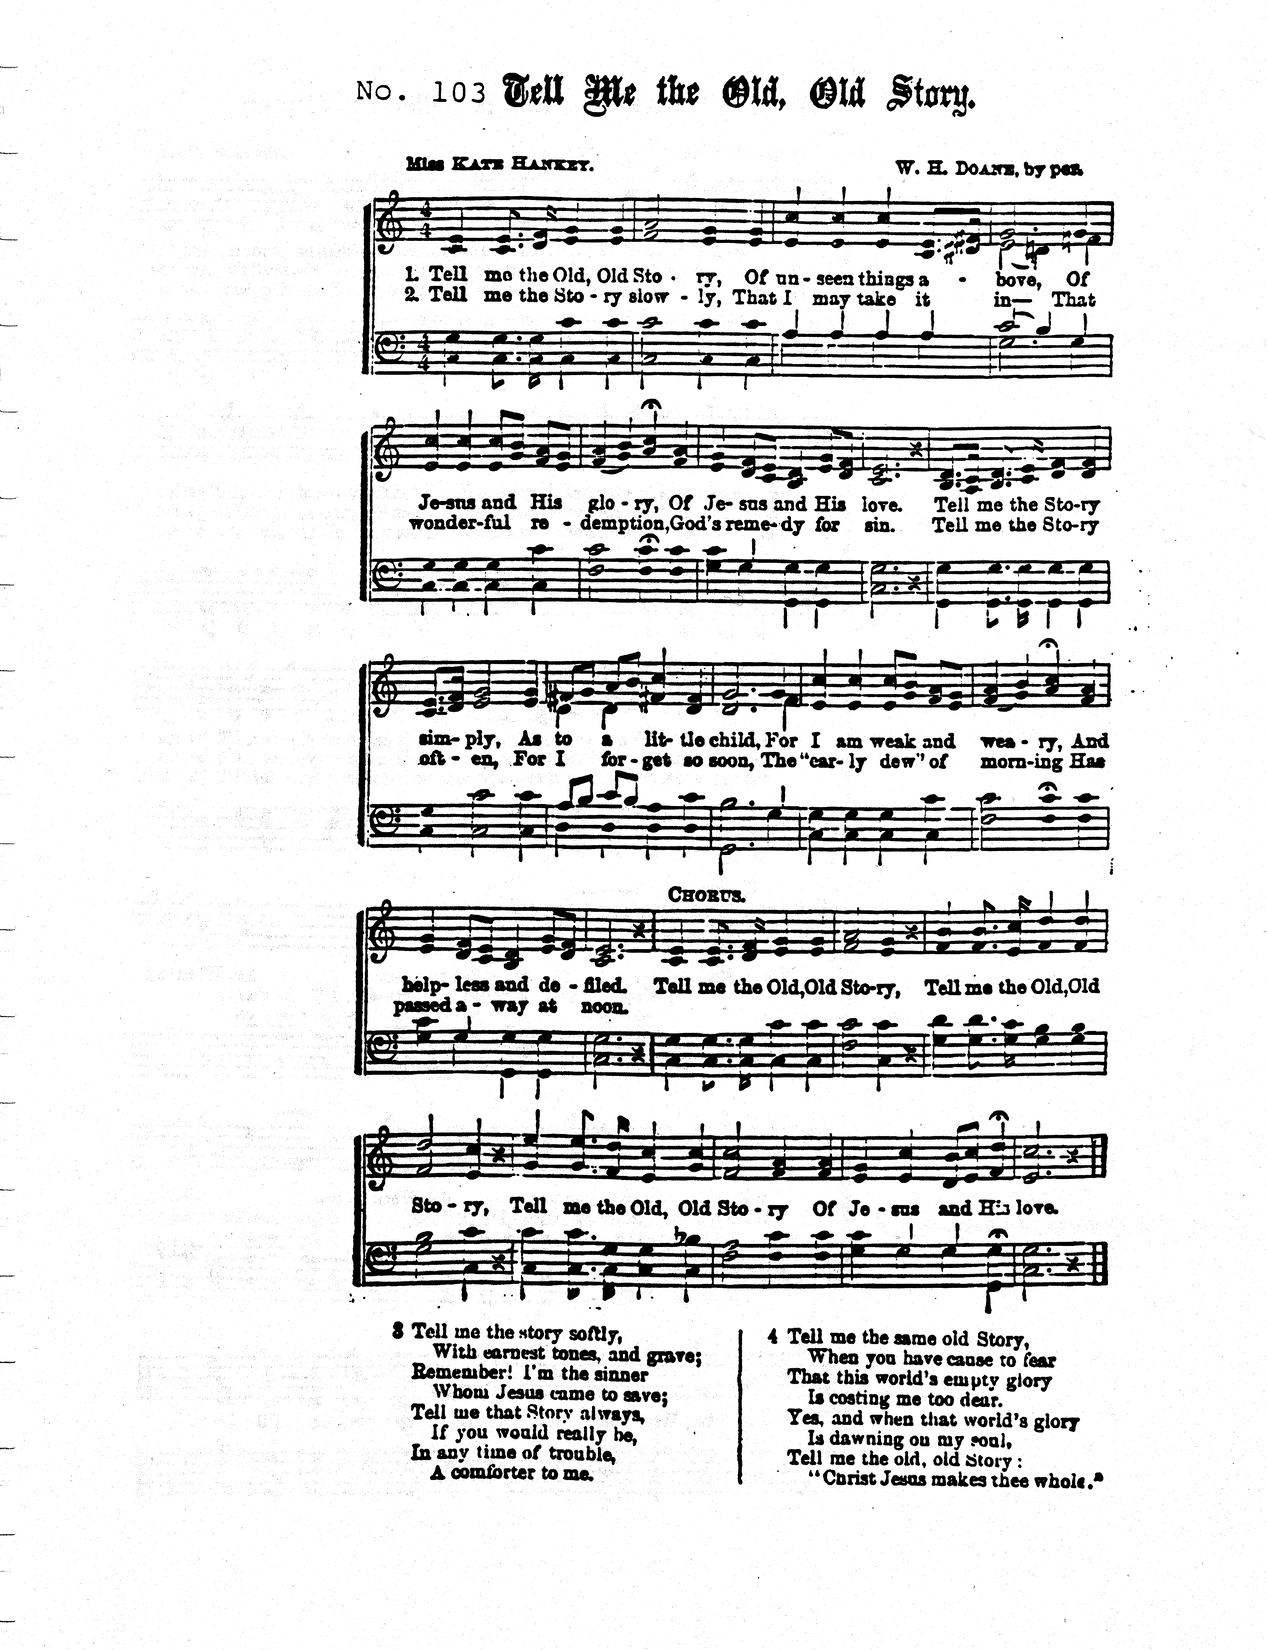 No. 103 Tell Me the Old, Old Story.
Miss KATE HANKEY. W. H. DOANE, by per.
1. Tell me the Old, Old Sto - ry, Of un - seen things a - bove, Of
2. Tell me the Sto - ry slow - ly, That I may take it in— That
Je-sus and His glo - ry, Of Je- sus and His love. Tell me the Sto-ry
wonder-ful re - demption, God's reme-dy for sin. Tell me the Sto-ry
sim- ply, As to a lit- tle child, For I am weak and wea - ry, And
oft - en, For I for - get so soon, The "ear- ly dew" of morn-ing Has
CHORUS.
help- less and de - filed. Tell me the Old, Old Sto-ry, Tell me the Old, Old
passed a - way at noon.
Sto - ry, Tell me the Old, Old Sto - ry Of Je - sus and His love.
3 Tell me the story softly,
With earnest tones, and grave;
Remember! I'm the sinner
Whom Jesus came to save;
Tell me that Story always,
If you would really be,
In any time of trouble,
A comforter to me.
4 Tell me the same old Story,
When you have cause to fear
That this world's empty glory
Is costing me too dear.
Yes, and when that world's glory
Is dawning on my soul,
Tell me the old, old Story:
"Christ Jesus makes thee whole."